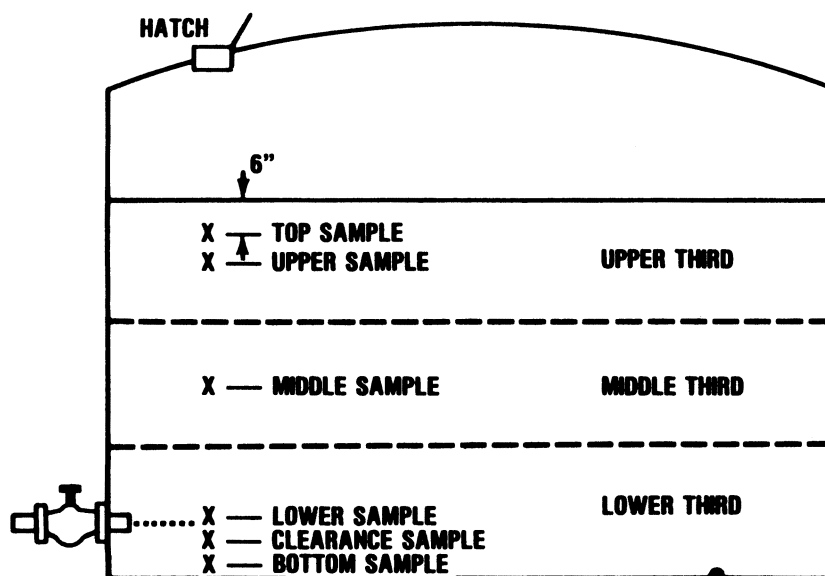 HATCH
6”
X — TOP SAMPLE
X — UPPER SAMPLE
UPPER THIRD
X — MIDDLE SAMPLE
MIDDLE THIRD
LOWER THIRD
X — LOWER SAMPLE
X — CLEARANCE SAMPLE
X — BOTTOM SAMPLE